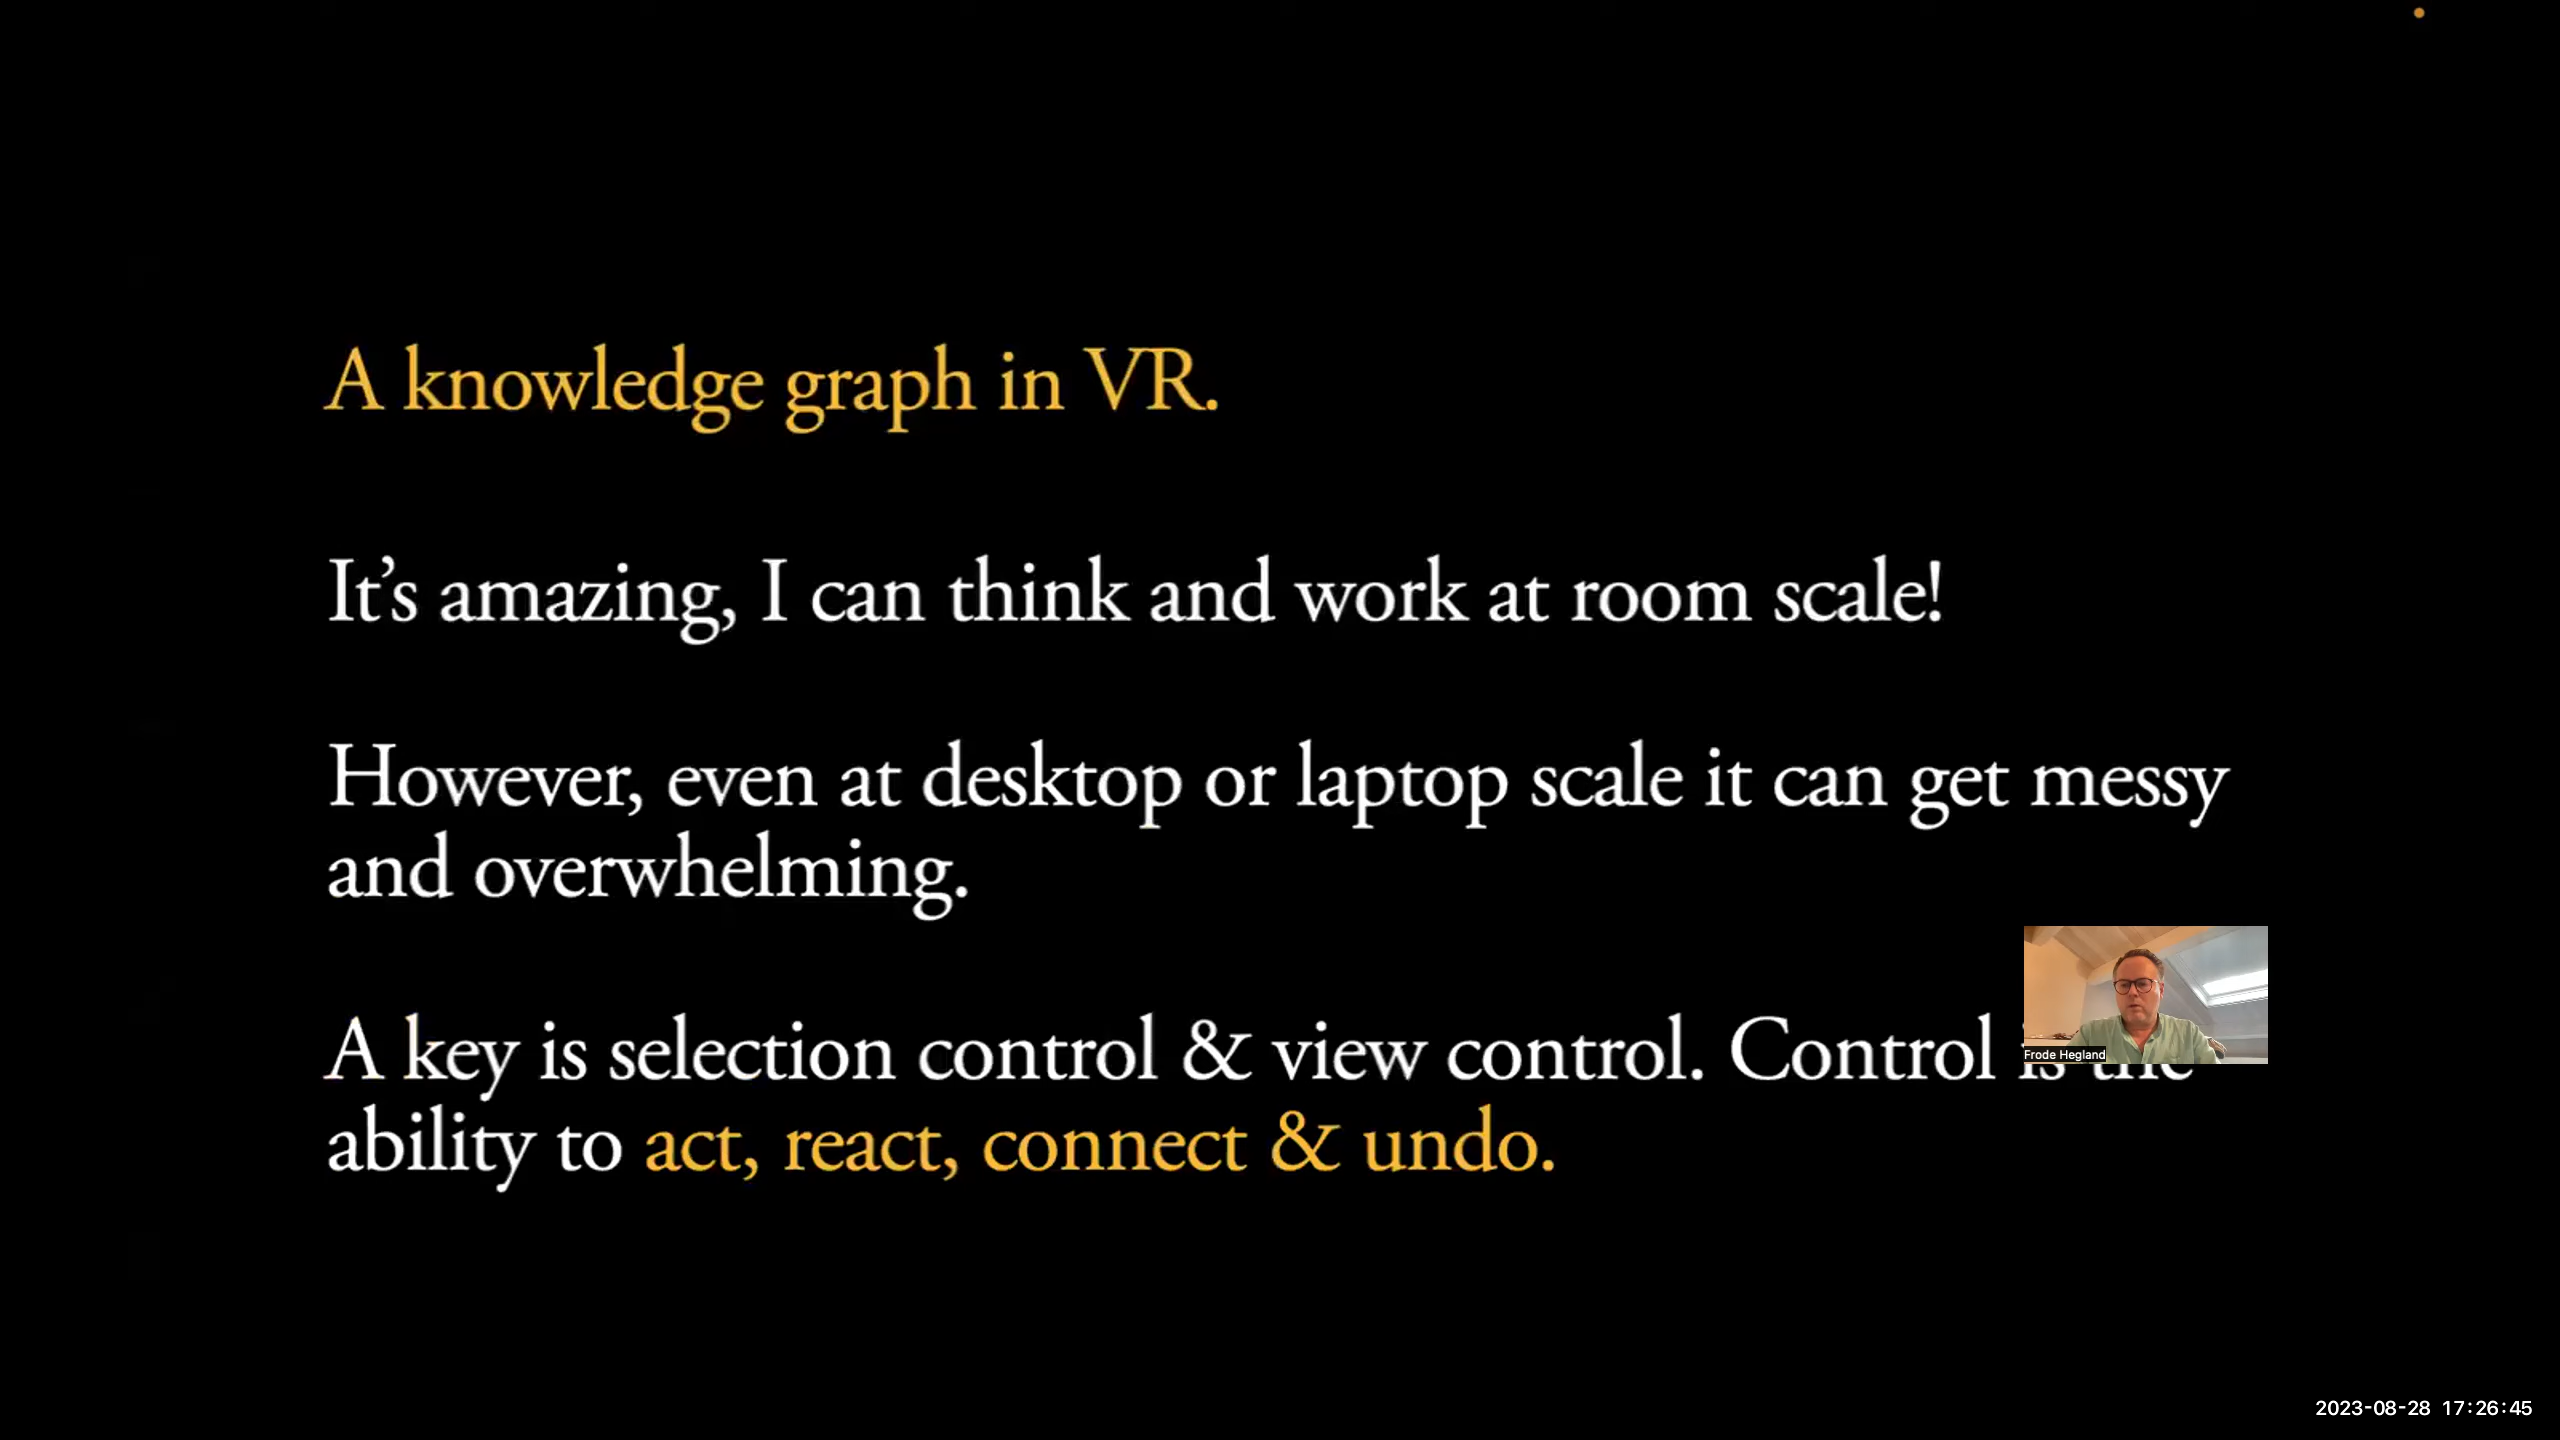 A knowledge graph in VR.
It’s amazing, I can think and work at room scale!
However, even at desktop or laptop scale it can get messy
and overwhelming.
A key is selection control & view control. Control is the
ability to act, react, connect & undo.
Frode Hegland
2023-08-28 17:26:45